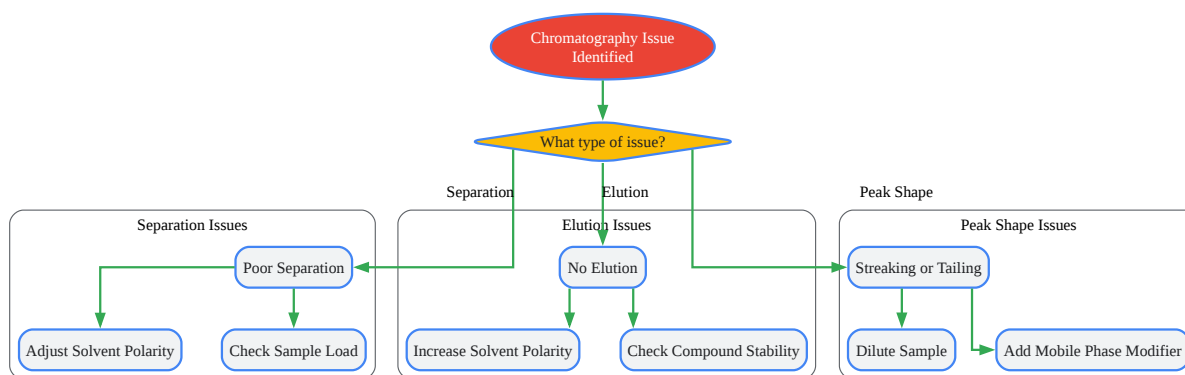 Chromatography Issue
Identified
What type of issue?
Separation
Elution
Peak Shape
Separation Issues
Elution Issues
Peak Shape Issues
Poor Separation
No Elution
Streaking or Tailing
Adjust Solvent Polarity
Check Sample Load
Increase Solvent Polarity
Check Compound Stability
Dilute Sample
Add Mobile Phase Modifier